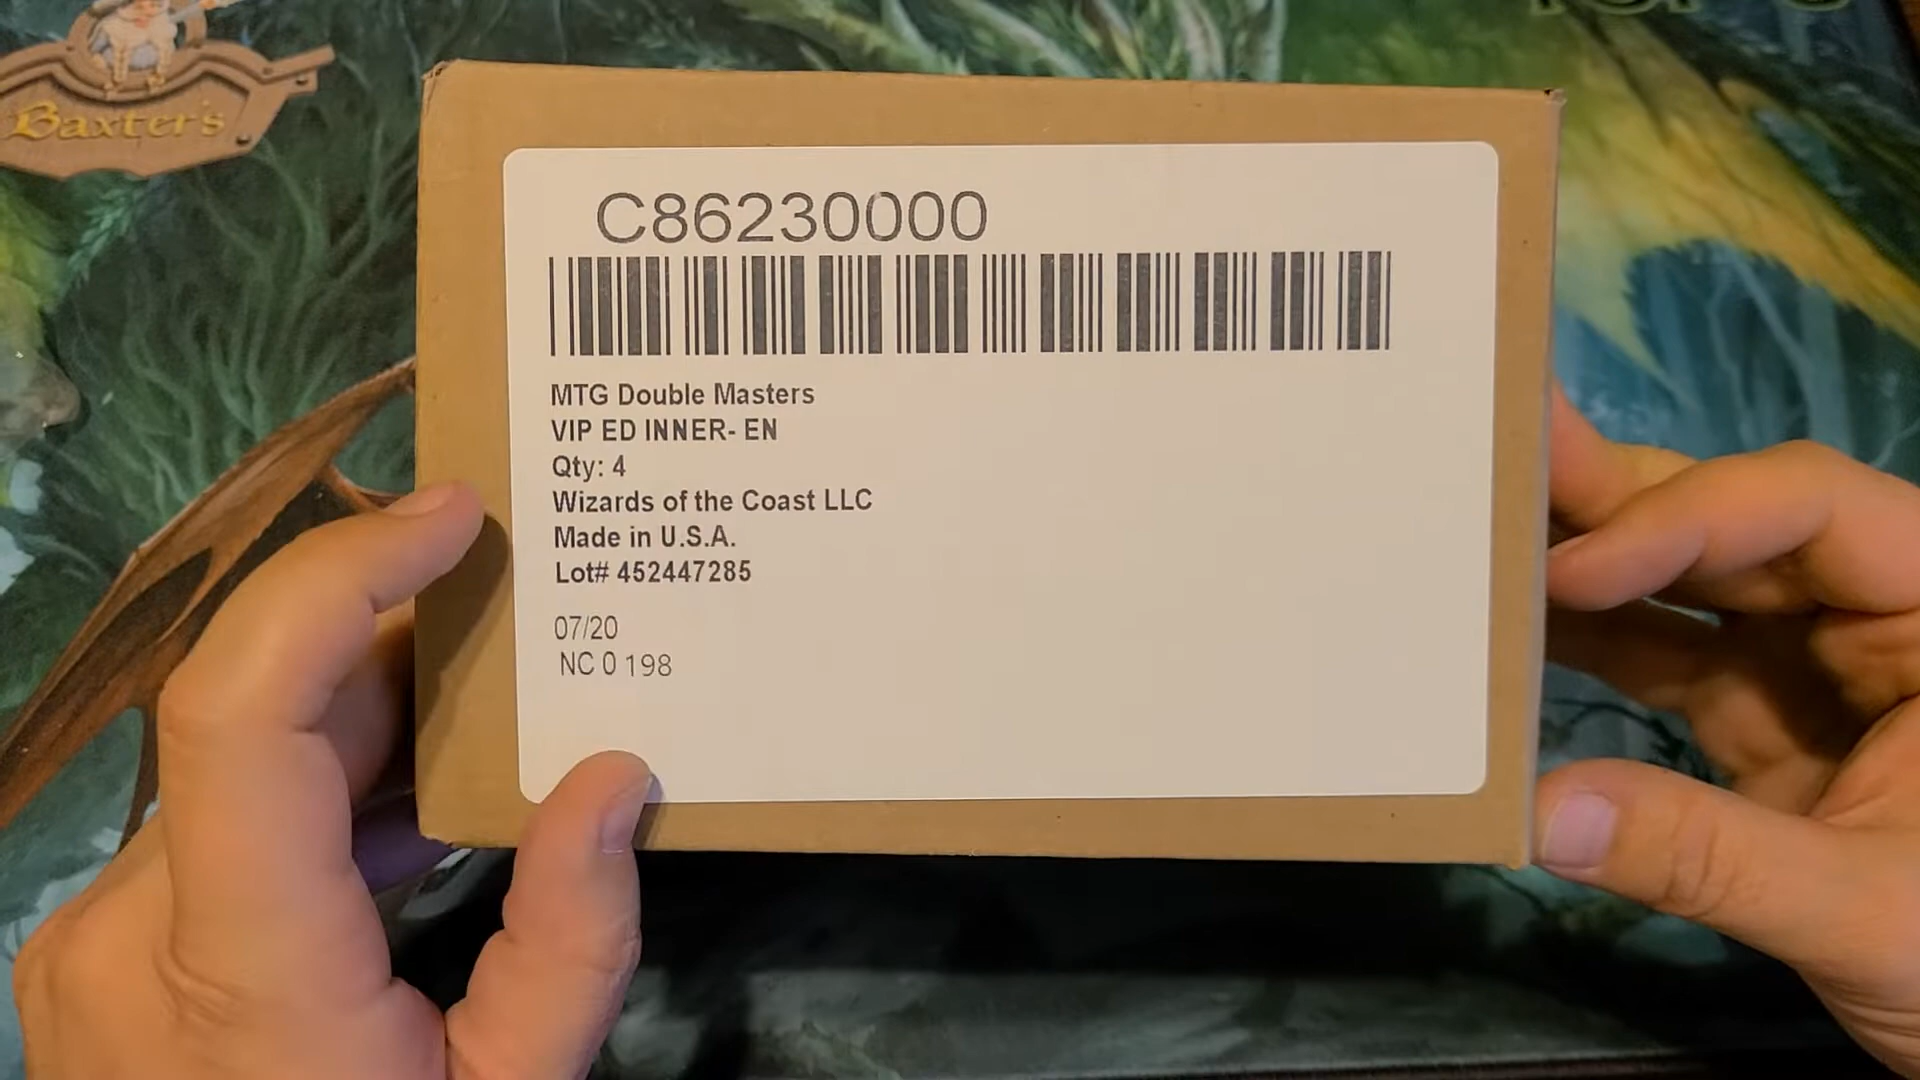 Baxter's
C86230000
MTG Double Masters
VIP ED INNER- EN
Qty: 4
Wizards of the Coast LLC
Made in U.S.A.
Lot# 452447285
07/20
NC 0 198